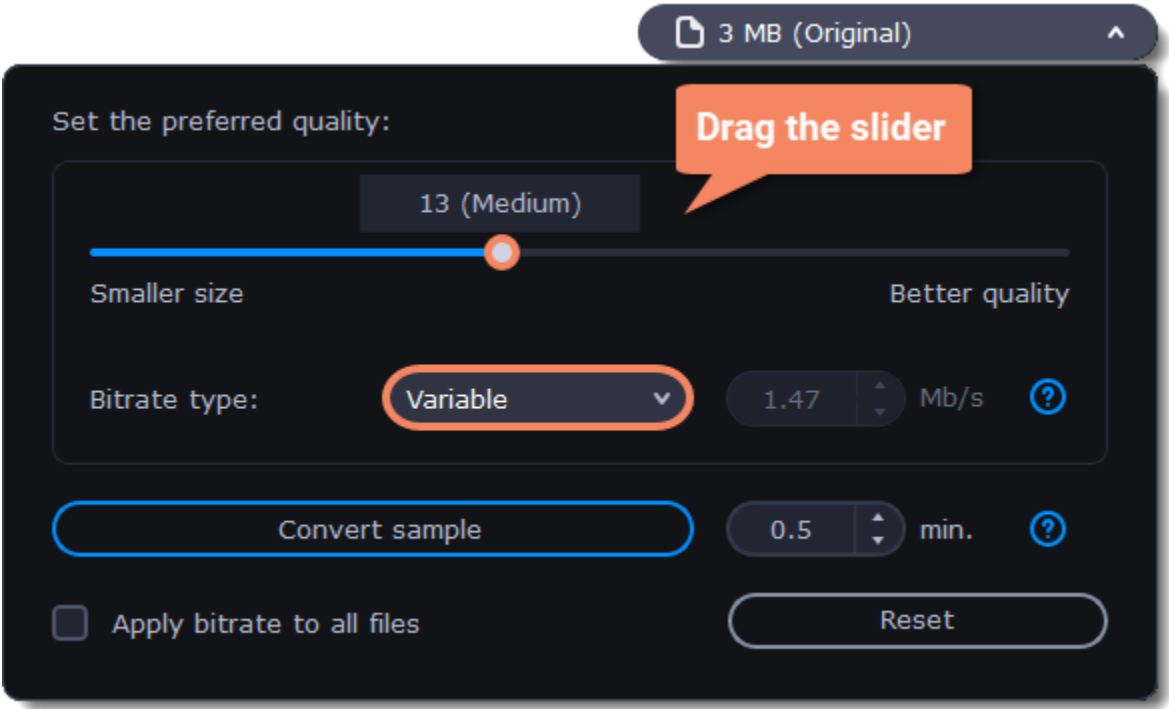 3 MB (Original)
Set the preferred quality:
Drag the slider
13 (Medium)
Smaller size
Better quality
Bitrate type:
Variable
1.47
Mb/s
?
Convert sample
0.5
min.
?
Apply bitrate to all files
Reset